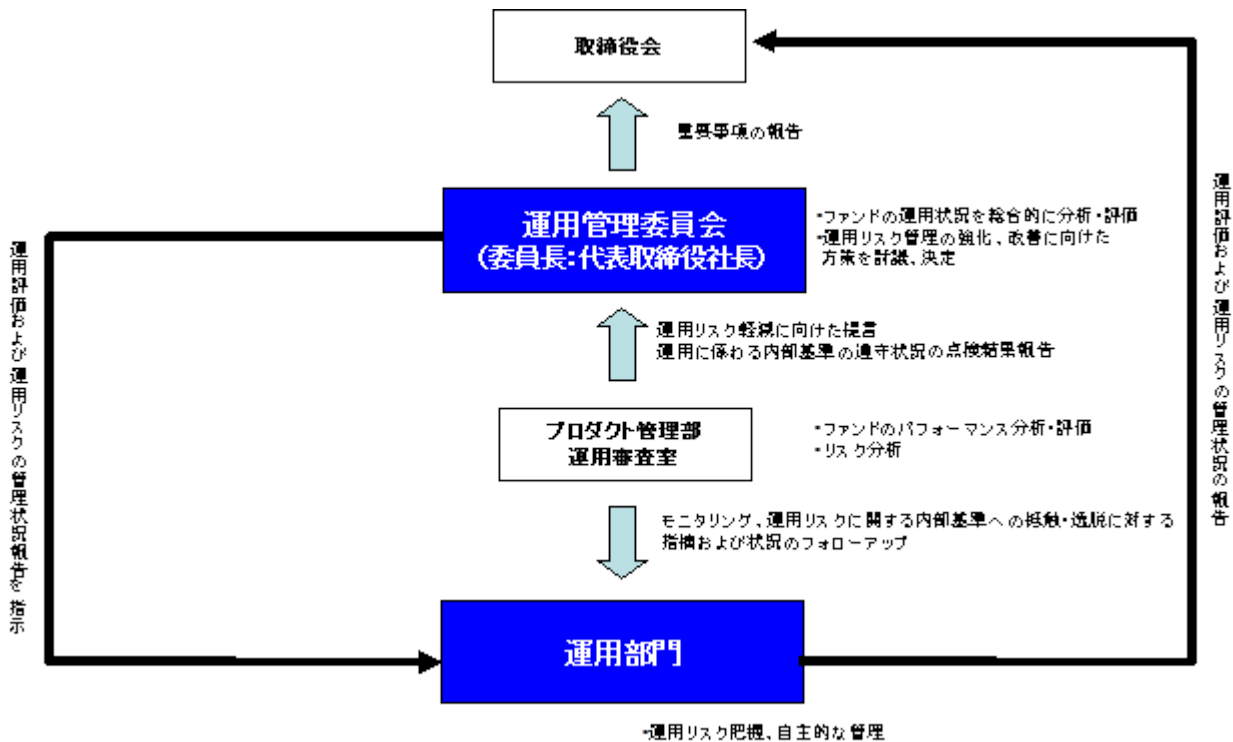 取締役会
重要事項の報告
運用管理委員会
(委員長:代表取締役社長)
・ファンドの運用状況を総合的に分析・評価
・運用リスク管理の強化、改善に向けた
方策を討議、決定
運用リスク軽減に向けた提言
運用に係わる内部基準の遵守状況の点検結果報告
プロダクト管理部
運用審査室
・ファンドのパフォーマンス分析・評価
・リスク分析
モニタリング、運用リスクに関する内部基準への抵触・逸脱に対する
指摘および状況のフォローアップ
運用部門
・運用リスク把握、自主的な管理
運用評価および運用リスクの管理状況報告を指示
運用評価および運用リスクの管理状況の報告